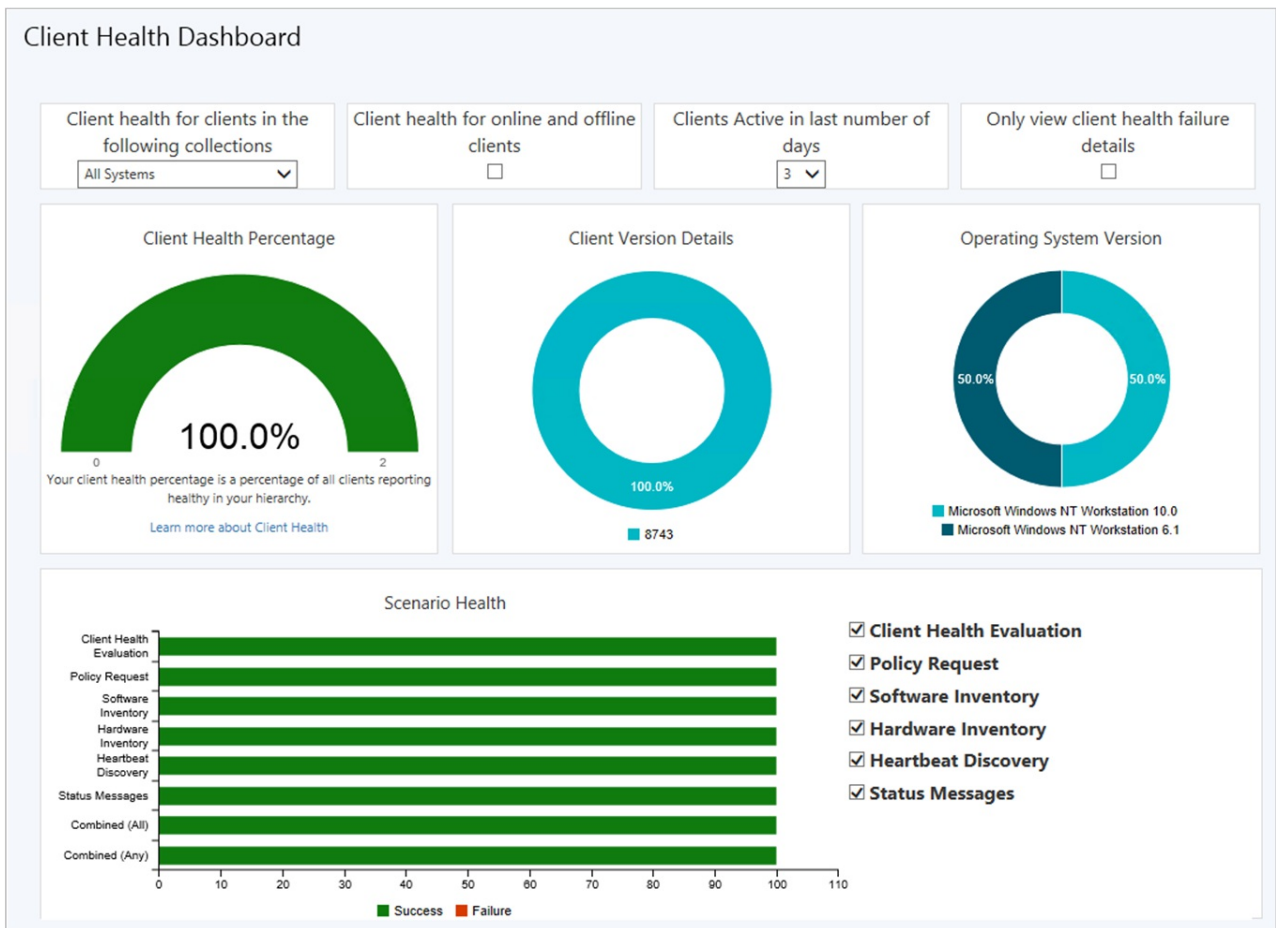 Client Health Dashboard
Client health for clients in the
following collections
All Systems
Client health for online and offline
clients
Clients Active in last number of
days
3
Only view client health failure
details
Client Health Percentage
100.0%
0
2
Your client health percentage is a percentage of all clients reporting
healthy in your hierarchy.
Learn more about Client Health
Client Version Details
100.0%
8743
Operating System Version
50.0%
50.0%
Microsoft Windows NT Workstation 10.0
Microsoft Windows NT Workstation 6.1
Scenario Health
Client Health
Evaluation
Policy Request
Software
Inventory
Hardware
Inventory
Heartbeat
Discovery
Status Messages
Combined (All)
Combined (Any)
0 10 20 30 40 50 60 70 80 90 100 110
Success Failure
Client Health Evaluation
Policy Request
Software Inventory
Hardware Inventory
Heartbeat Discovery
Status Messages